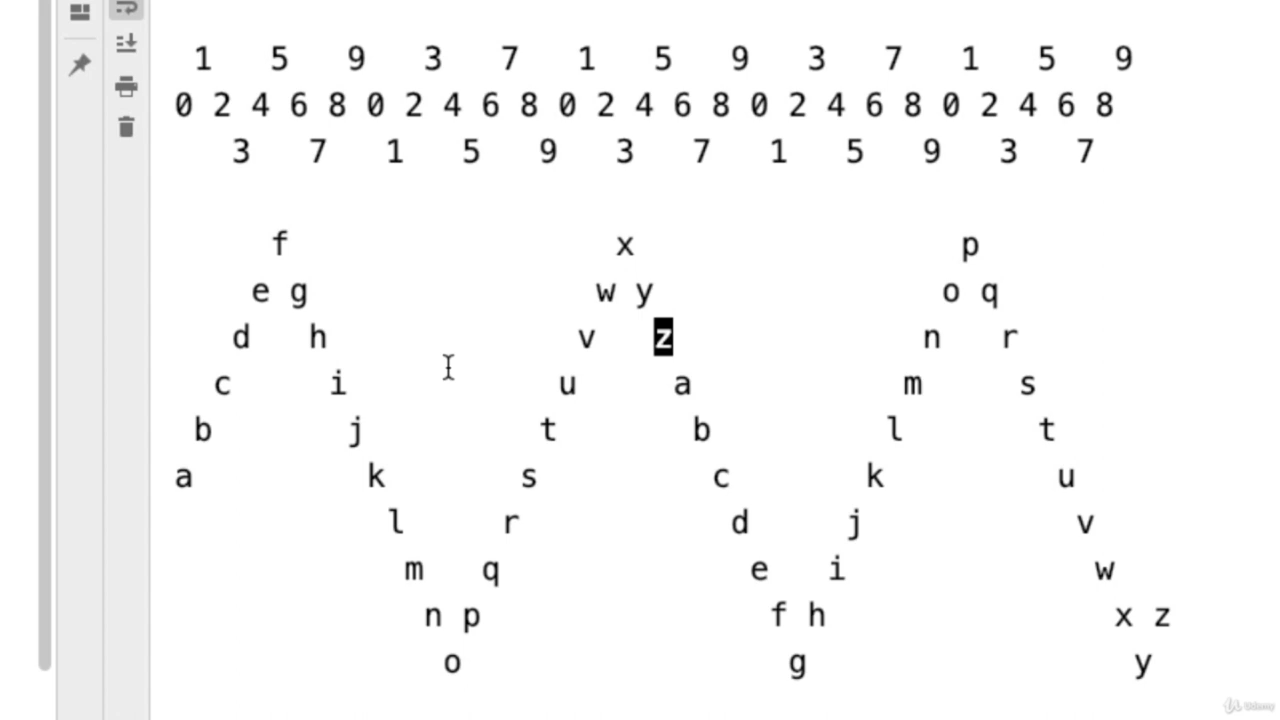 1 5 9 3 7 1 5 9 3 7 1 5 9
0 2 4 6 8 0 2 4 6 8 0 2 4 6 8 0 2 4 6 8 0 2 4 6 8
3 7 1 5 9 3 7 1 5 9 3 7
f x p
e g w y o q
d h v z n r
c i u a m s
b j t b l t
a k s c k u
l r d j v
m q e i w
n p f h x z
o g y
Udemy